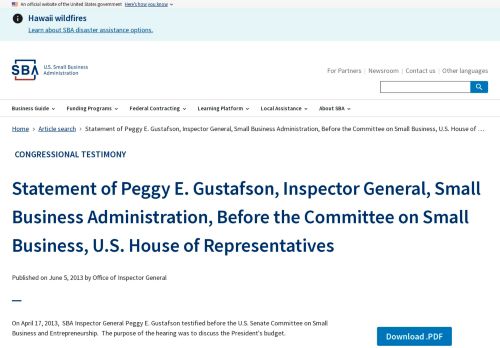 An official website of the United States government Here's how you know
Hawaii wildfires
Learn about SBA disaster assistance options.
SBA U.S. Small Business
Administration
For Partners Newsroom Contact us Other languages
Business Guide Funding Programs Federal Contracting Learning Platform Local Assistance About SBA
Home Article search Statement of Peggy E. Gustafson, Inspector General, Small Business Administration, Before the Committee on Small Business, U.S. House of ...
CONGRESSIONAL TESTIMONY
Statement of Peggy E. Gustafson, Inspector General, Small
Business Administration, Before the Committee on Small
Business, U.S. House of Representatives
Published on June 5, 2013 by Office of Inspector General
On April 17, 2013, SBA Inspector General Peggy E. Gustafson testified before the U.S. Senate Committee on Small
Business and Entrepreneurship. The purpose of the hearing was to discuss the President's budget.
Download .PDF